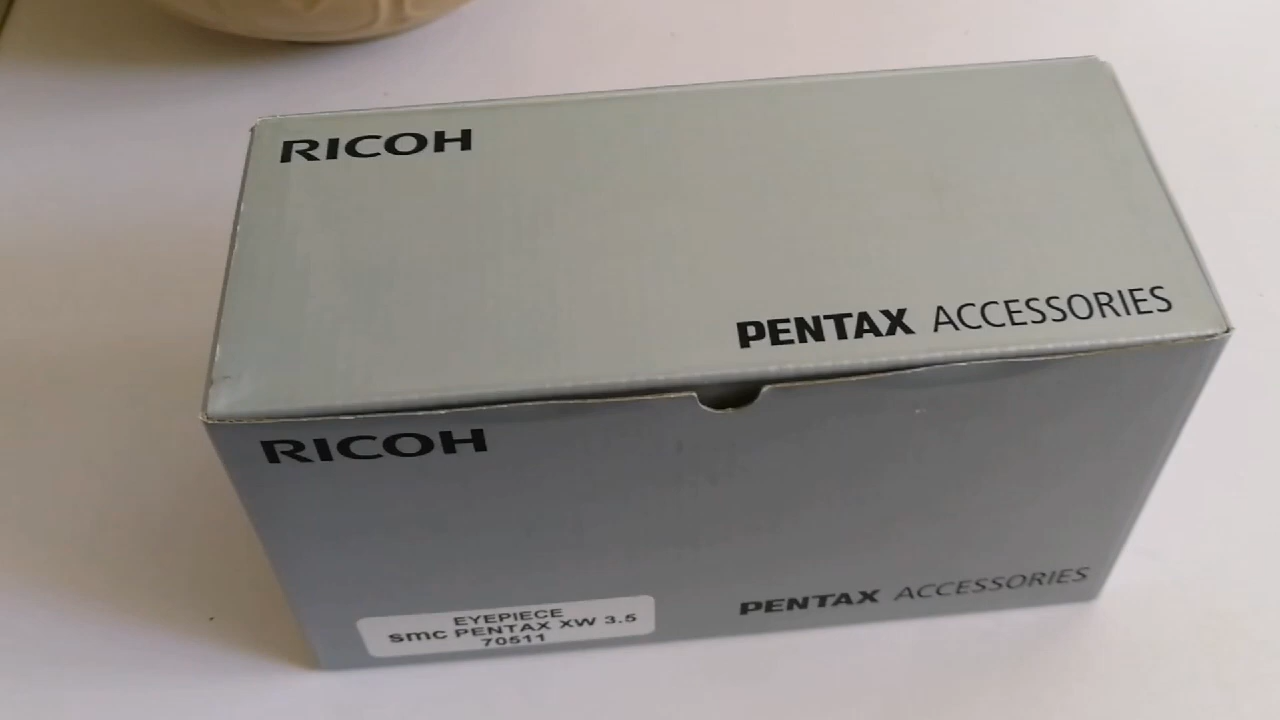 RICOH
PENTAX ACCESSORIES
RICOH
EYEPIECE
smc PENTAX XW 3.5
70511
PENTAX ACCESSORIES